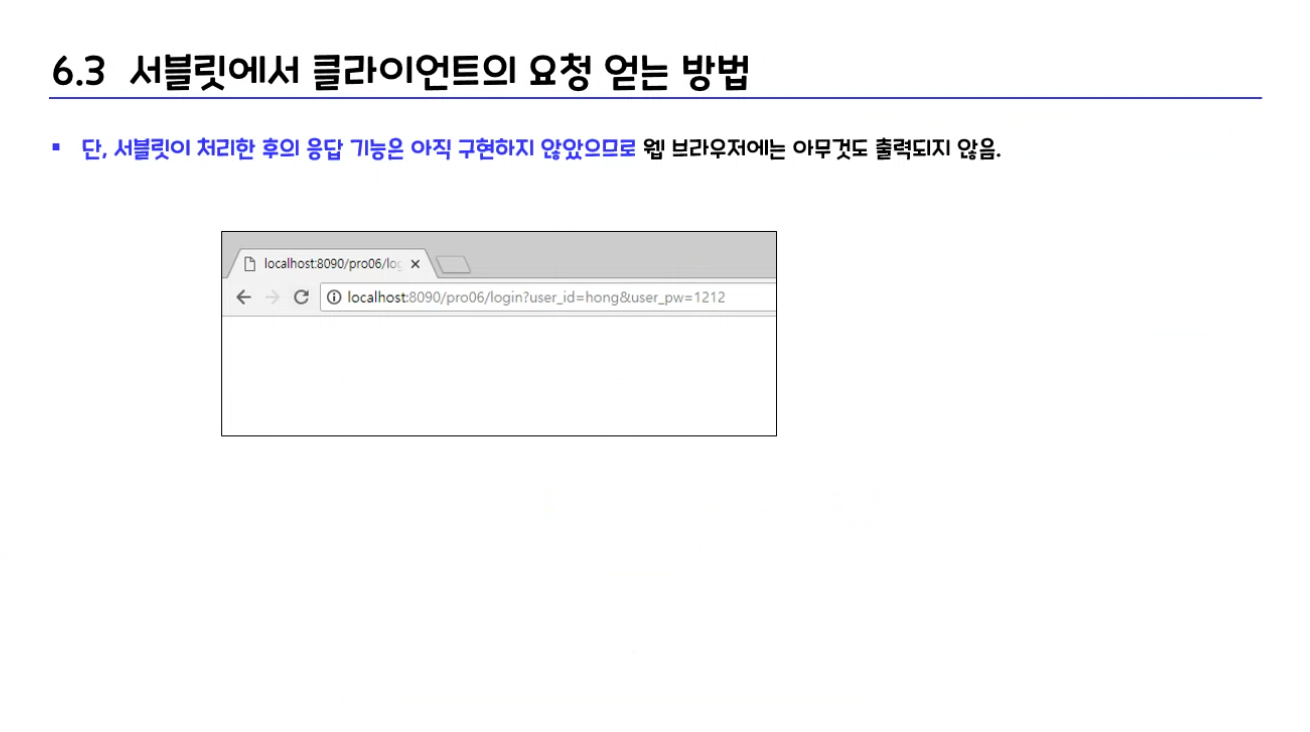 6.3 서블릿에서 클라이언트의 요청 얻는 방법
▪ 단, 서블릿이 처리한 후의 응답 기능은 아직 구현하지 않았으므로 웹 브라우저에는 아무것도 출력되지 않음.
localhost:8090/pro06/log
localhost:8090/pro06/login?user_id=hong&user_pw=1212